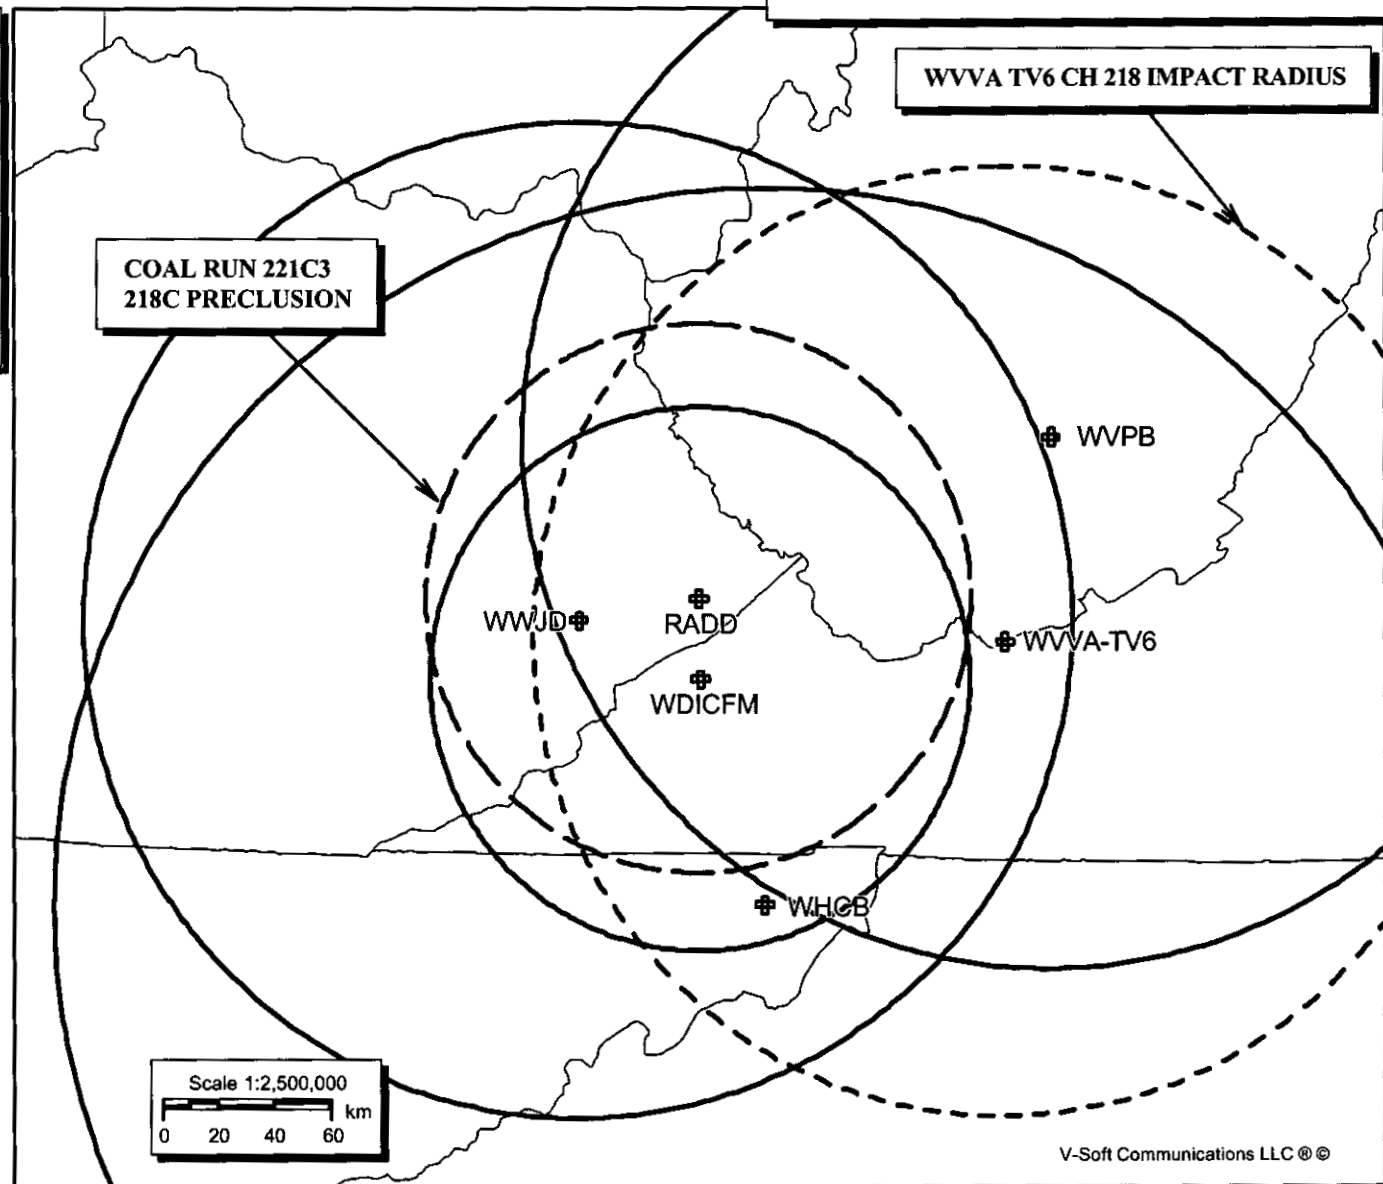 WVVA TV6 CH 218 IMPACT RADIUS
COAL RUN 221C3
218C PRECLUSION
WVPB
WWJD
RADD
WVVA-TV6
WDICFM
WHCB
Scale 1:2,500,000
km
0 20 40 60
V-Soft Communications LLC ® ©